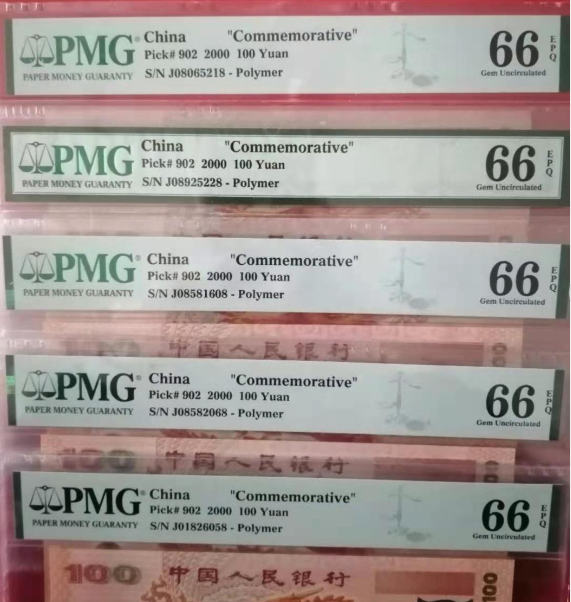 PMG
PAPER MONEY GUARANTY
China "Commemorative"
Pick# 902 2000 100 Yuan
S/N J08065218 - Polymer
66 EPQ
Gem Uncirculated
PMG
PAPER MONEY GUARANTY
China "Commemorative"
Pick# 902 2000 100 Yuan
S/N J08925228 - Polymer
66 EPQ
Gem Uncirculated
PMG
PAPER MONEY GUARANTY
China "Commemorative"
Pick# 902 2000 100 Yuan
S/N J08581608 - Polymer
66 EPQ
Gem Uncirculated
中国人民银行
PMG
PAPER MONEY GUARANTY
China "Commemorative"
Pick# 902 2000 100 Yuan
S/N J08582068 - Polymer
66 EPQ
Gem Uncirculated
100 中国人民银行
PMG
PAPER MONEY GUARANTY
China "Commemorative"
Pick# 902 2000 100 Yuan
S/N J01826058 - Polymer
66 EPQ
Gem Uncirculated
100 中国人民银行 100